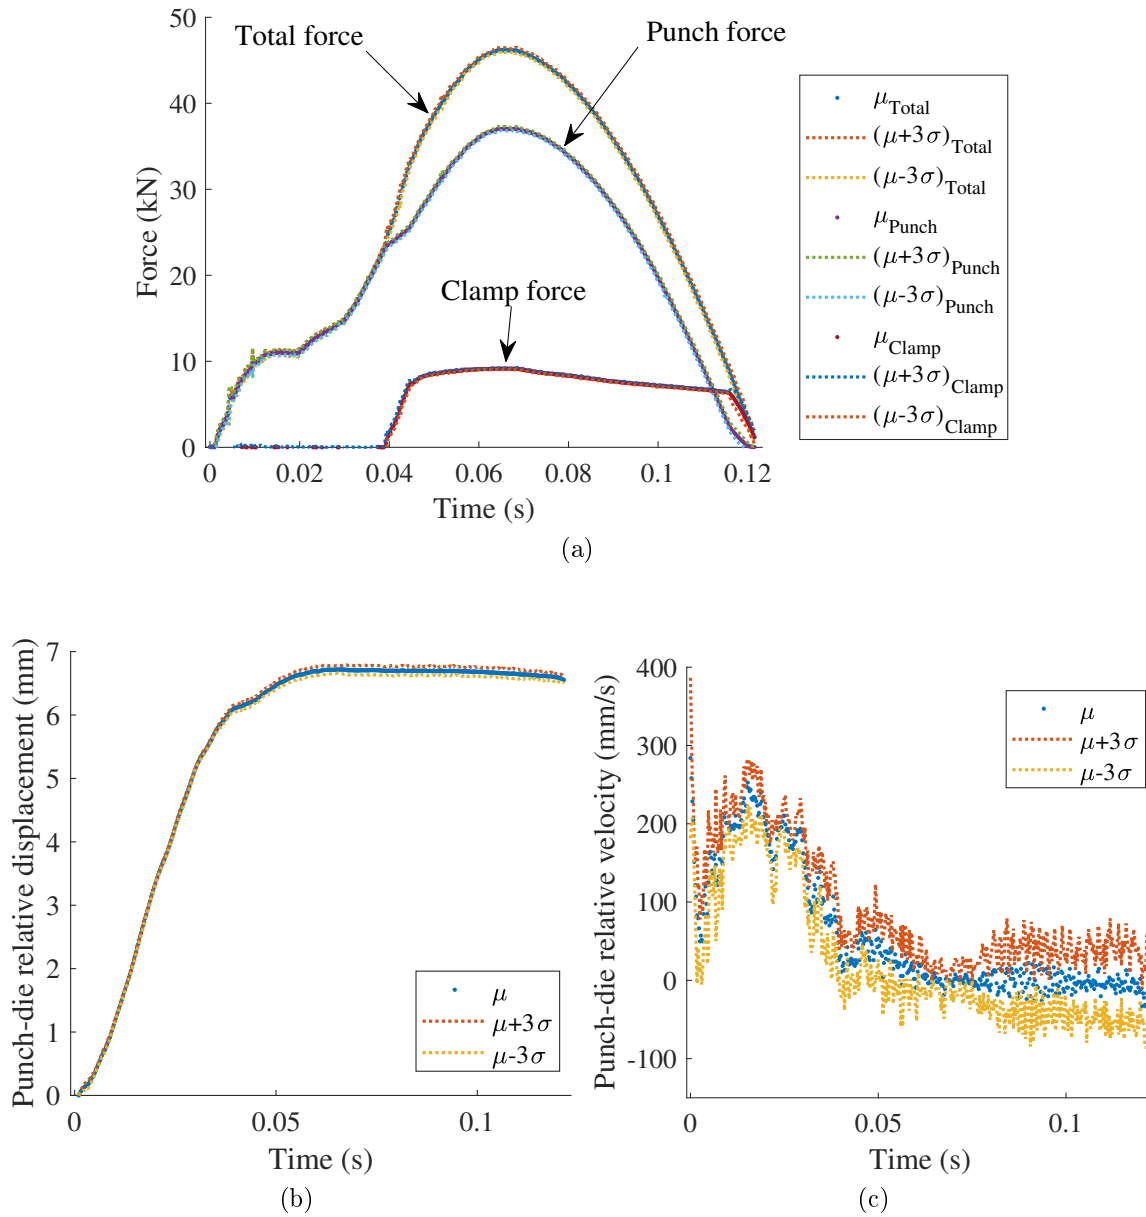 50
40
30
20
10
0
Force (kN)
Total force
Punch force
Clamp force
0
0.02
0.04
0.06
0.08
0.1
0.12
Time (s)
μTotal
(μ+3σ)Total
(μ-3σ)Total
μPunch
(μ+3σ)Punch
(μ-3σ)Punch
μClamp
(μ+3σ)Clamp
(μ-3σ)Clamp
(a)
7
6
5
4
3
2
1
0
Punch-die relative displacement (mm)
μ
μ+3σ
μ-3σ
0
0.05
0.1
Time (s)
(b)
400
300
200
100
0
-100
Punch-die relative velocity (mm/s)
μ
μ+3σ
μ-3σ
0
0.05
0.1
Time (s)
(c)